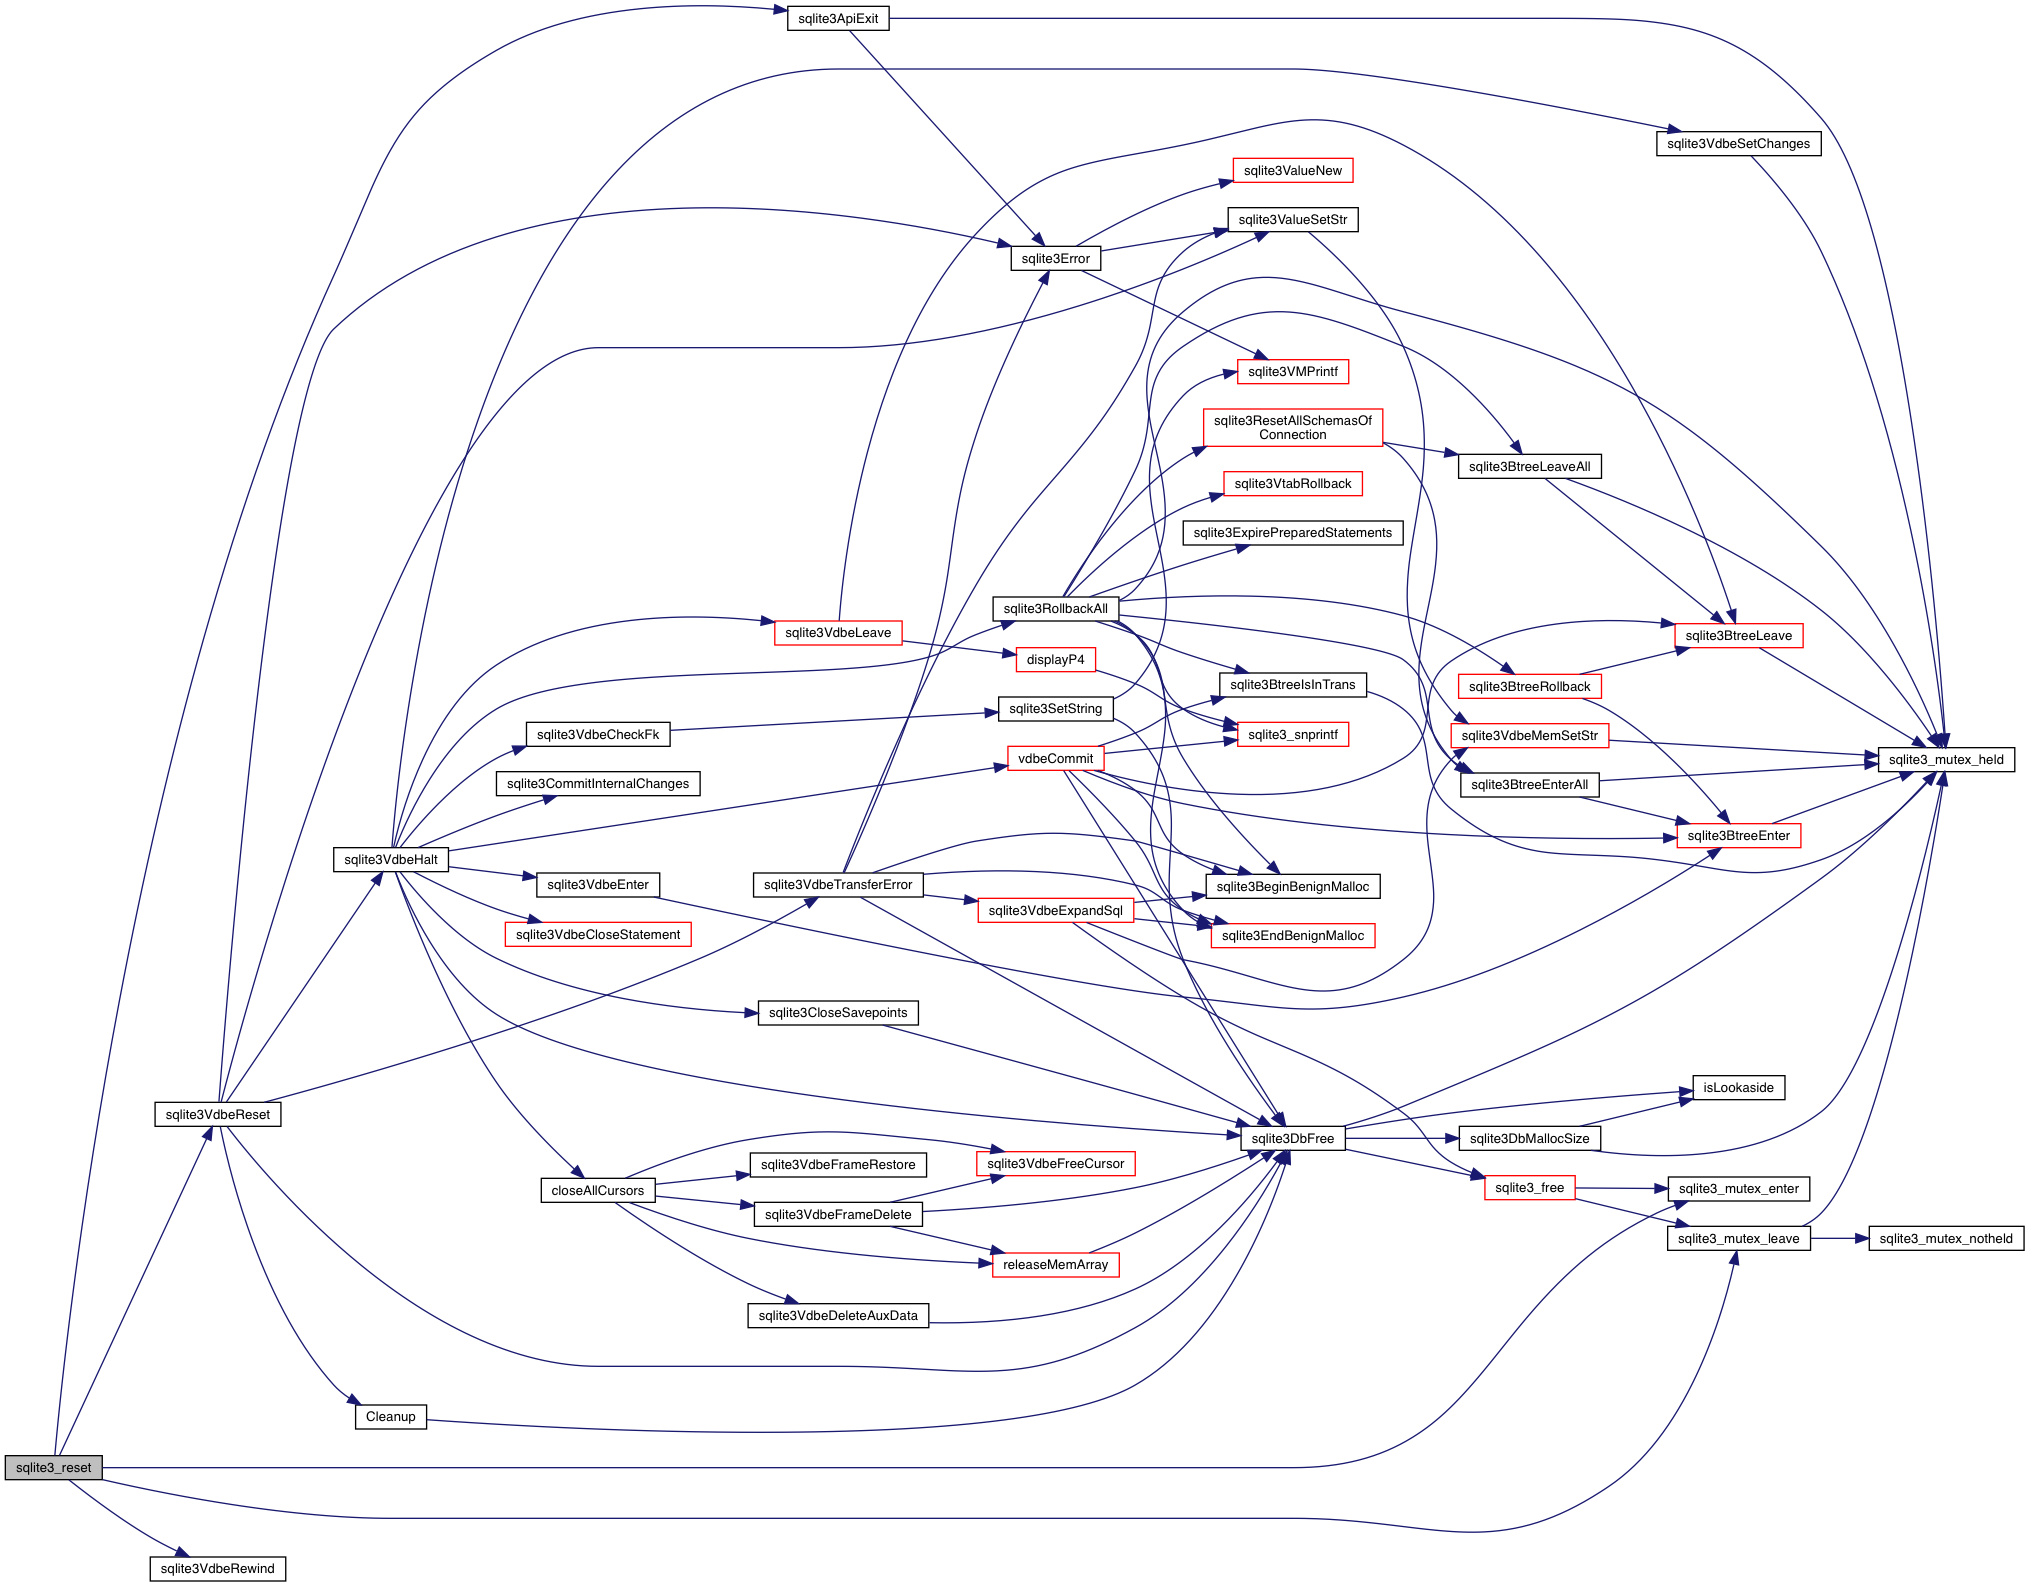 sqlite3ApiExit
sqlite3VdbeSetChanges
sqlite3ValueNew
sqlite3ValueSetStr
sqlite3Error
sqlite3VMPrintf
sqlite3ResetAllSchemasOf
Connection
sqlite3BtreeLeaveAll
sqlite3VtabRollback
sqlite3ExpirePreparedStatements
sqlite3RollbackAll
sqlite3VdbeLeave
sqlite3BtreeLeave
displayP4
sqlite3BtreeIsInTrans
sqlite3BtreeRollback
sqlite3SetString
sqlite3VdbeCheckFk
sqlite3_snprintf
sqlite3VdbeMemSetStr
vdbeCommit
sqlite3_mutex_held
sqlite3CommitInternalChanges
sqlite3BtreeEnterAll
sqlite3BtreeEnter
sqlite3VdbeHalt
sqlite3VdbeEnter
sqlite3VdbeTransferError
sqlite3BeginBenignMalloc
sqlite3VdbeExpandSql
sqlite3VdbeCloseStatement
sqlite3EndBenignMalloc
sqlite3CloseSavepoints
isLookaside
sqlite3VdbeReset
sqlite3DbFree
sqlite3DbMallocSize
sqlite3VdbeFrameRestore
sqlite3VdbeFreeCursor
closeAllCursors
sqlite3_free
sqlite3_mutex_enter
sqlite3VdbeFrameDelete
sqlite3_mutex_leave
sqlite3_mutex_notheld
releaseMemArray
sqlite3VdbeDeleteAuxData
Cleanup
sqlite3_reset
sqlite3VdbeRewind